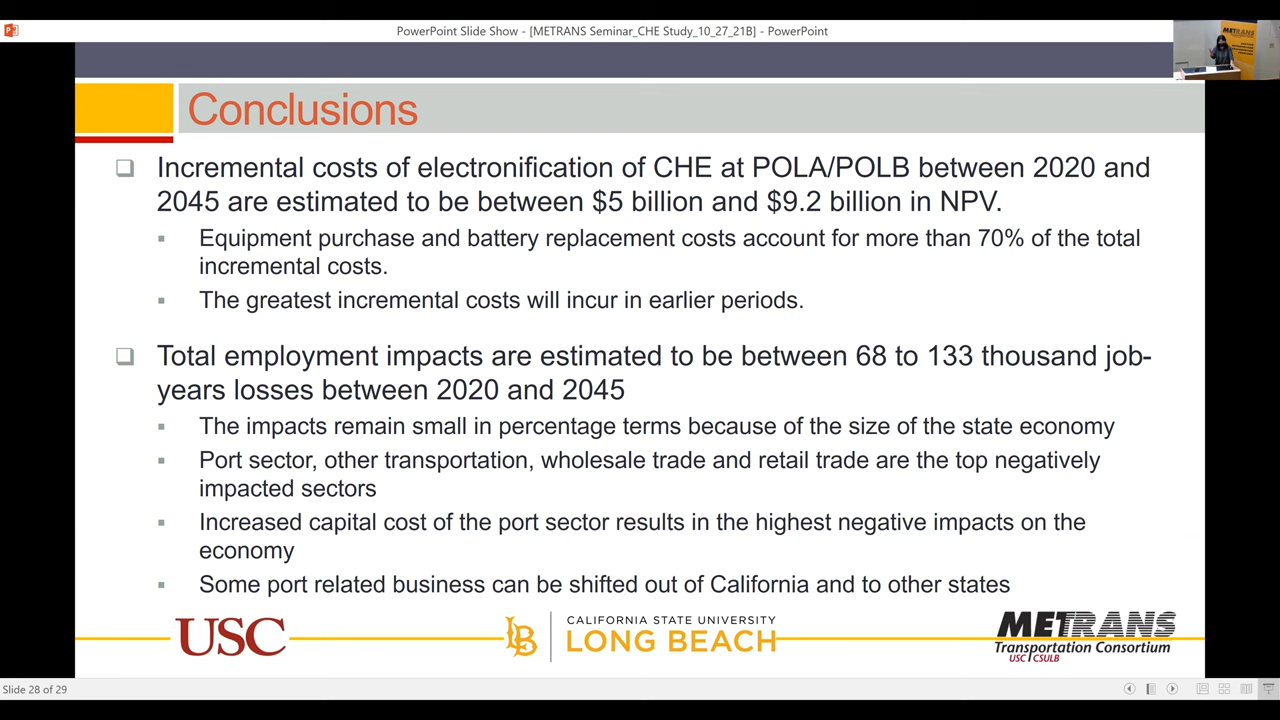 PowerPoint Slide Show - [METRANS Seminar_CHE Study_10_27_21B] - PowerPoint
METRANS
Conclusions
Incremental costs of electronification of CHE at POLA/POLB between 2020 and
2045 are estimated to be between $5 billion and $9.2 billion in NPV.
Equipment purchase and battery replacement costs account for more than 70% of the total
incremental costs.
The greatest incremental costs will incur in earlier periods.
Total employment impacts are estimated to be between 68 to 133 thousand job-
years losses between 2020 and 2045
The impacts remain small in percentage terms because of the size of the state economy
Port sector, other transportation, wholesale trade and retail trade are the top negatively
impacted sectors
Increased capital cost of the port sector results in the highest negative impacts on the
economy
Some port related business can be shifted out of California and to other states
USC
LB
CALIFORNIA STATE UNIVERSITY
LONG BEACH
METRANS
Transportation Consortium
USC CSULB
Slide 28 of 29